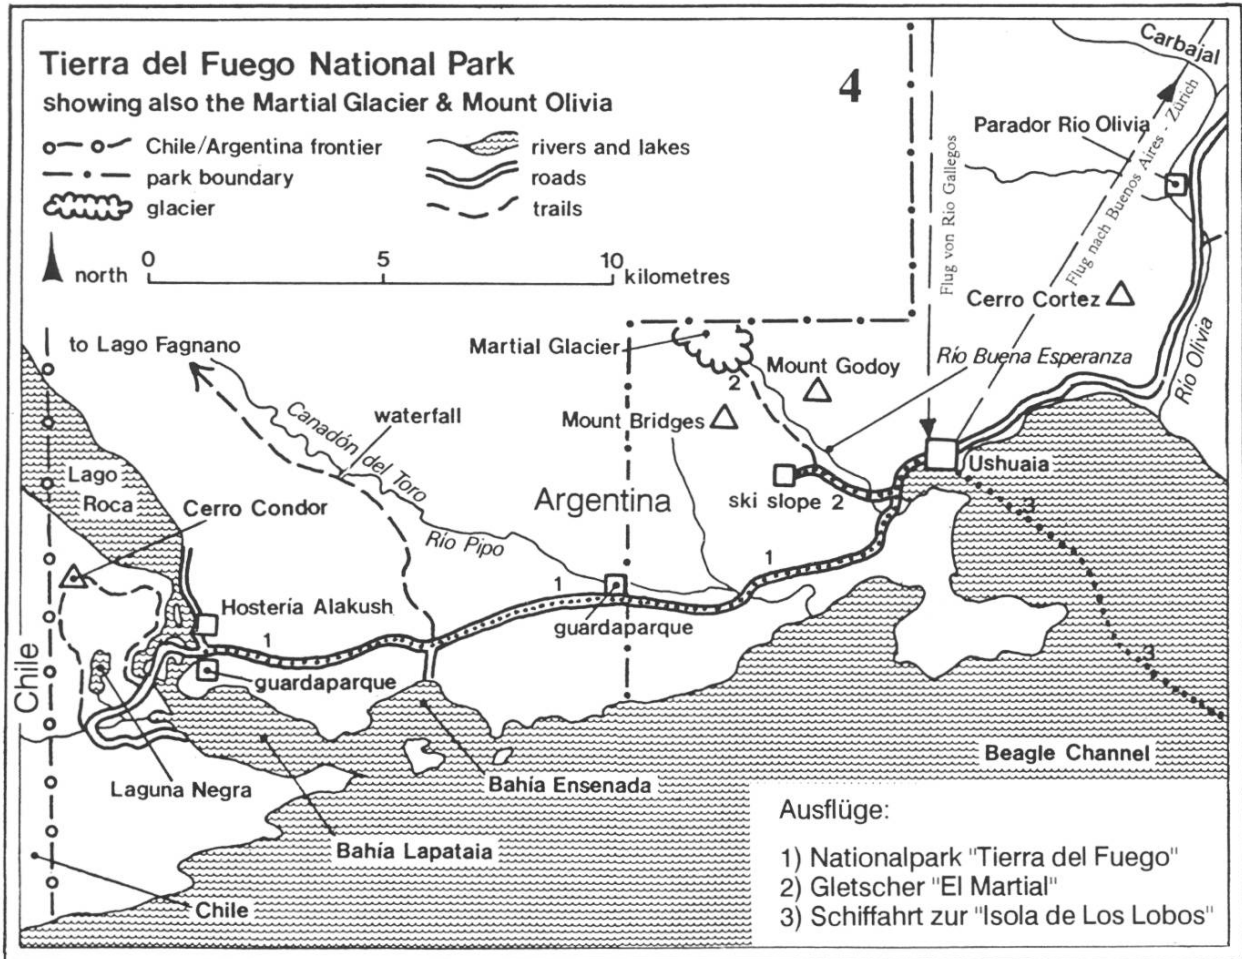 Tierra del Fuego National Park
showing also the Martial Glacier & Mount Olivia
4
Chile/Argentina frontier
park boundary
glacier
rivers and lakes
roads
trails
north
0
5
10
kilometres
Carbajal
Parador Rio Olivia
Flug von Rio Gallegos
Flug nach Buenos Aires - Zürich
Cerro Cortez
Rio Olivia
to Lago Fagnano
Martial Glacier
2
Mount Godoy
Río Buena Esperanza
Canadón del Toro
waterfall
Mount Bridges
Lago
Roca
Ushuaia
Cerro Condor
Argentina
ski slope 2
3
Río Pipo
1
1
Hostería Alakush
guardaparque
1
guardaparque
3
Chile
Beagle Channel
Laguna Negra
Bahía Ensenada
Bahía Lapataia
Chile
Ausflüge:
1) Nationalpark "Tierra del Fuego"
2) Gletscher "El Martial"
3) Schiffahrt zur "Isola de Los Lobos"